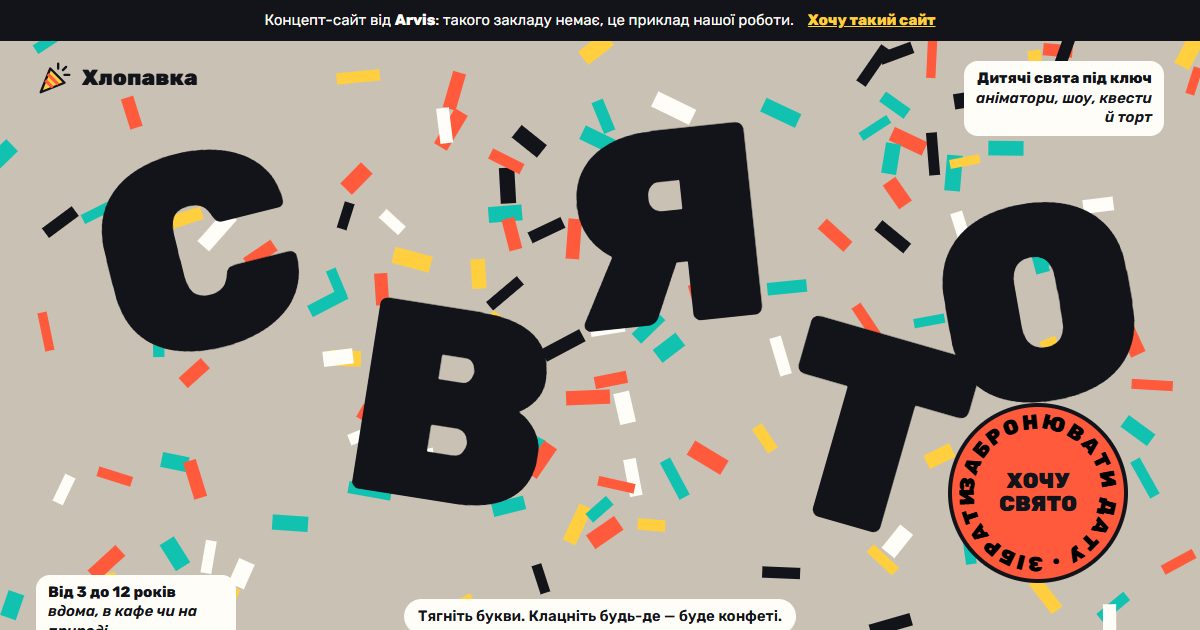 Концепт-сайт від Arvis: такого закладу немає, це приклад нашої роботи. Хочу такий сайт
Хлопавка
Дитячі свята під ключ
аніматори, шоу, квести
й торт
СВЯТО
ЗАБРОНЮВАТИ ДАТУ · ЗІБРАТИ
ХОЧУ
СВЯТО
Від 3 до 12 років
вдома, в кафе чи на
природі
Тягніть букви. Клацніть будь-де — буде конфеті.